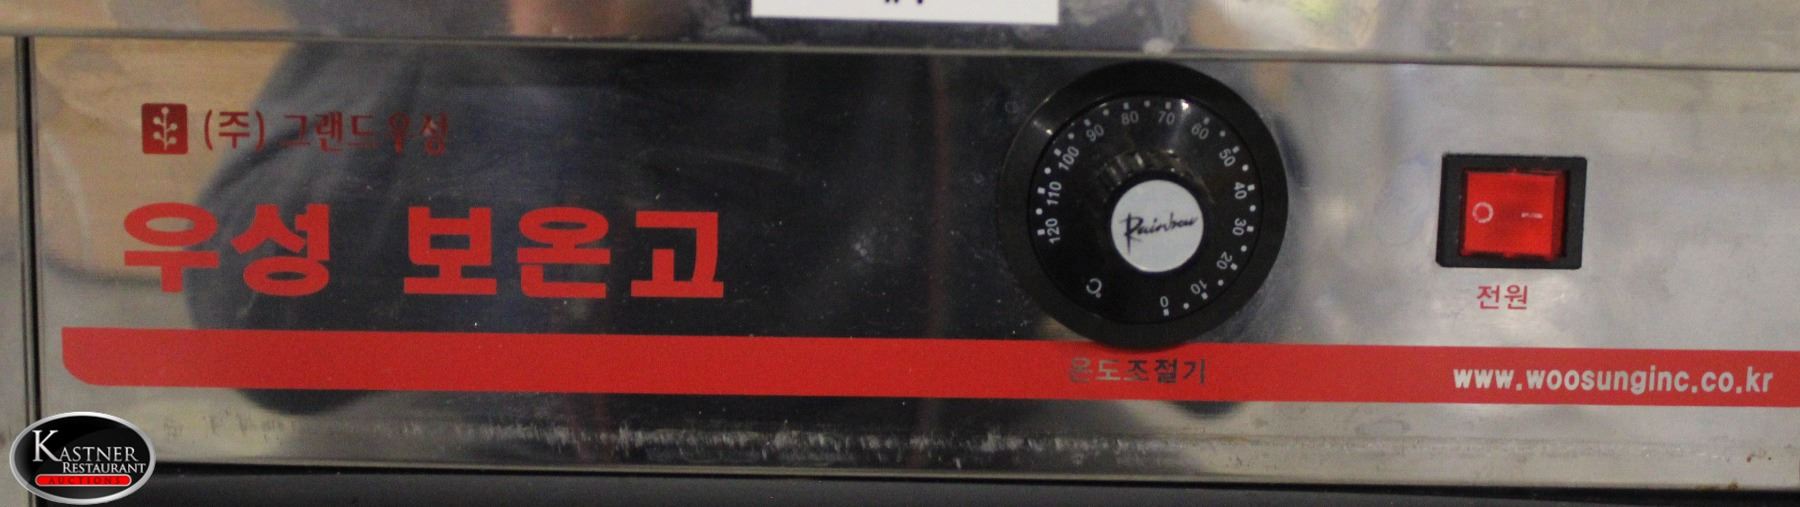 (주) 그랜드우성
우성 보온고
120 110 100 90 80 70 60 50 40 30 20 10 0
°C
Rainbow
전원
온도조절기
www.woosunginc.co.kr
KASTNER
RESTAURANT
AUCTIONS